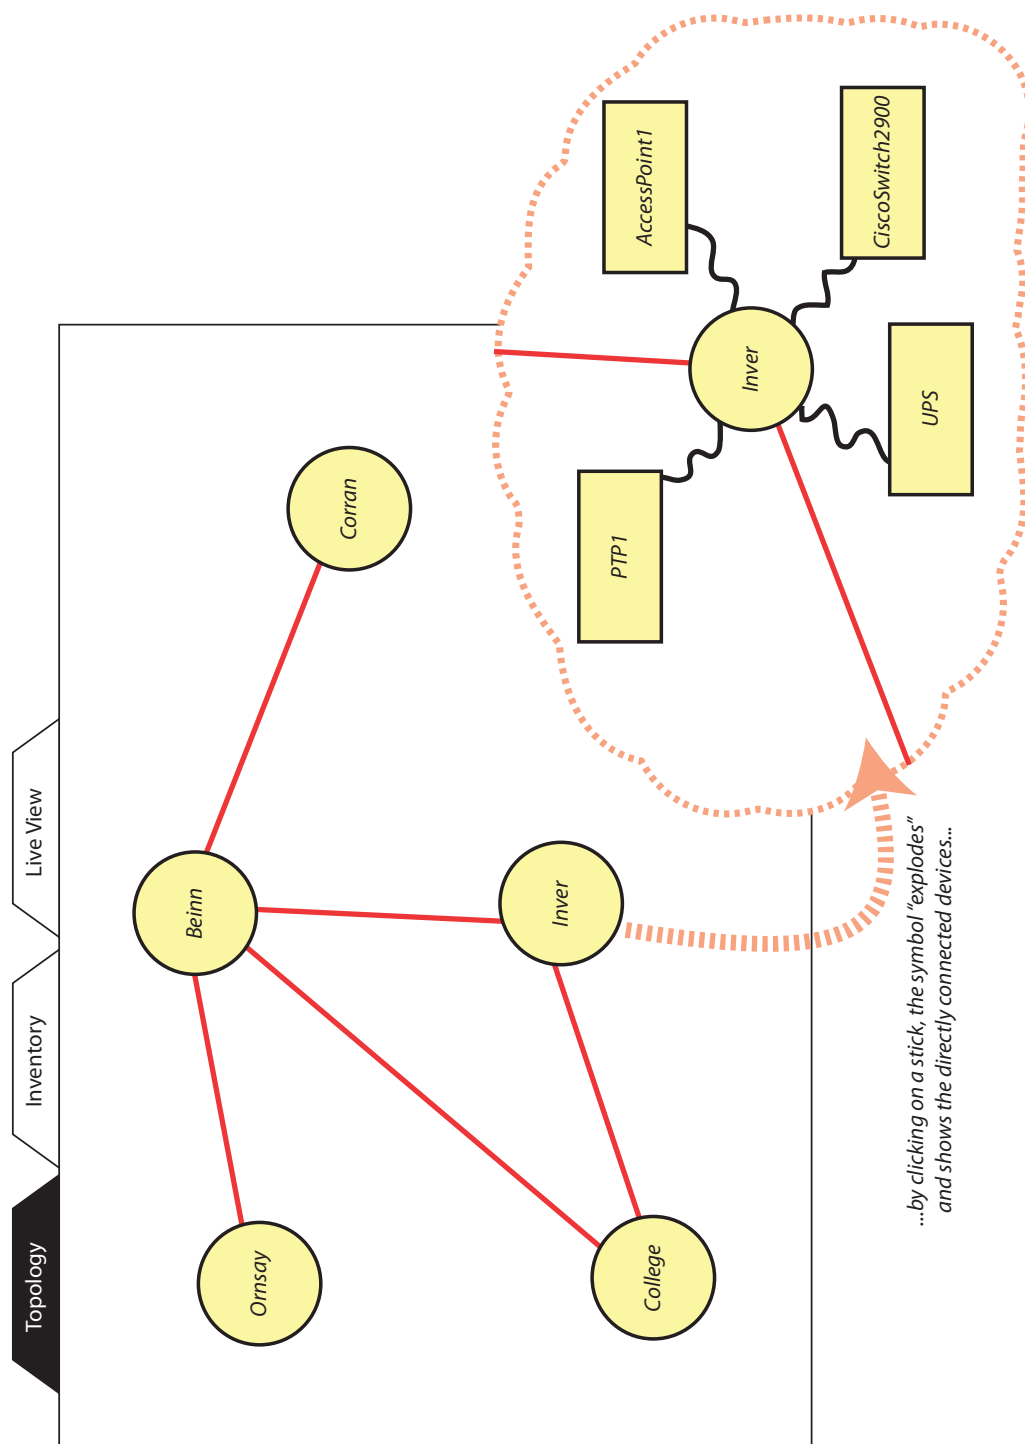 Topology
Inventory
Live View
Ornsay
Beinn
Corran
College
Inver
PTP1
AccessPoint1
Inver
UPS
CiscoSwitch2900
...by clicking on a stick, the symbol “explodes”
and shows the directly connected devices...